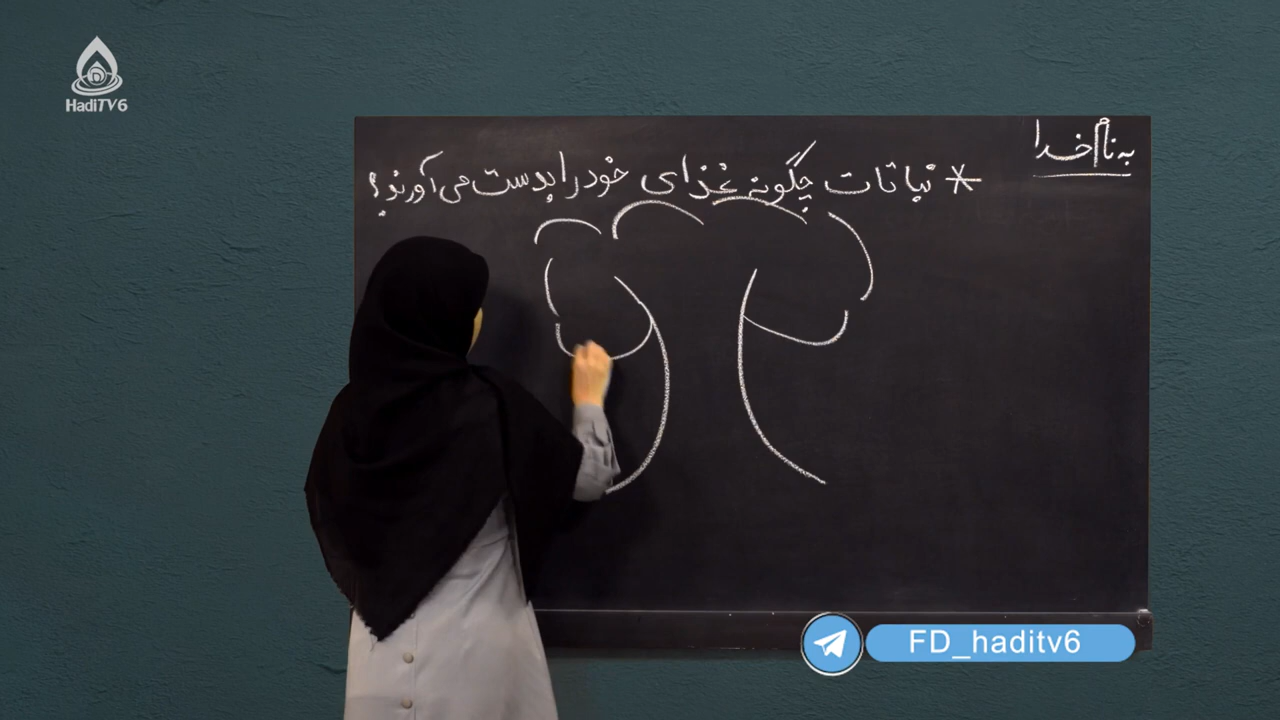 HadiTV6
به نام خدا
* نباتات چگونه غذای خود را بدست می آورند؟
FD_haditv6